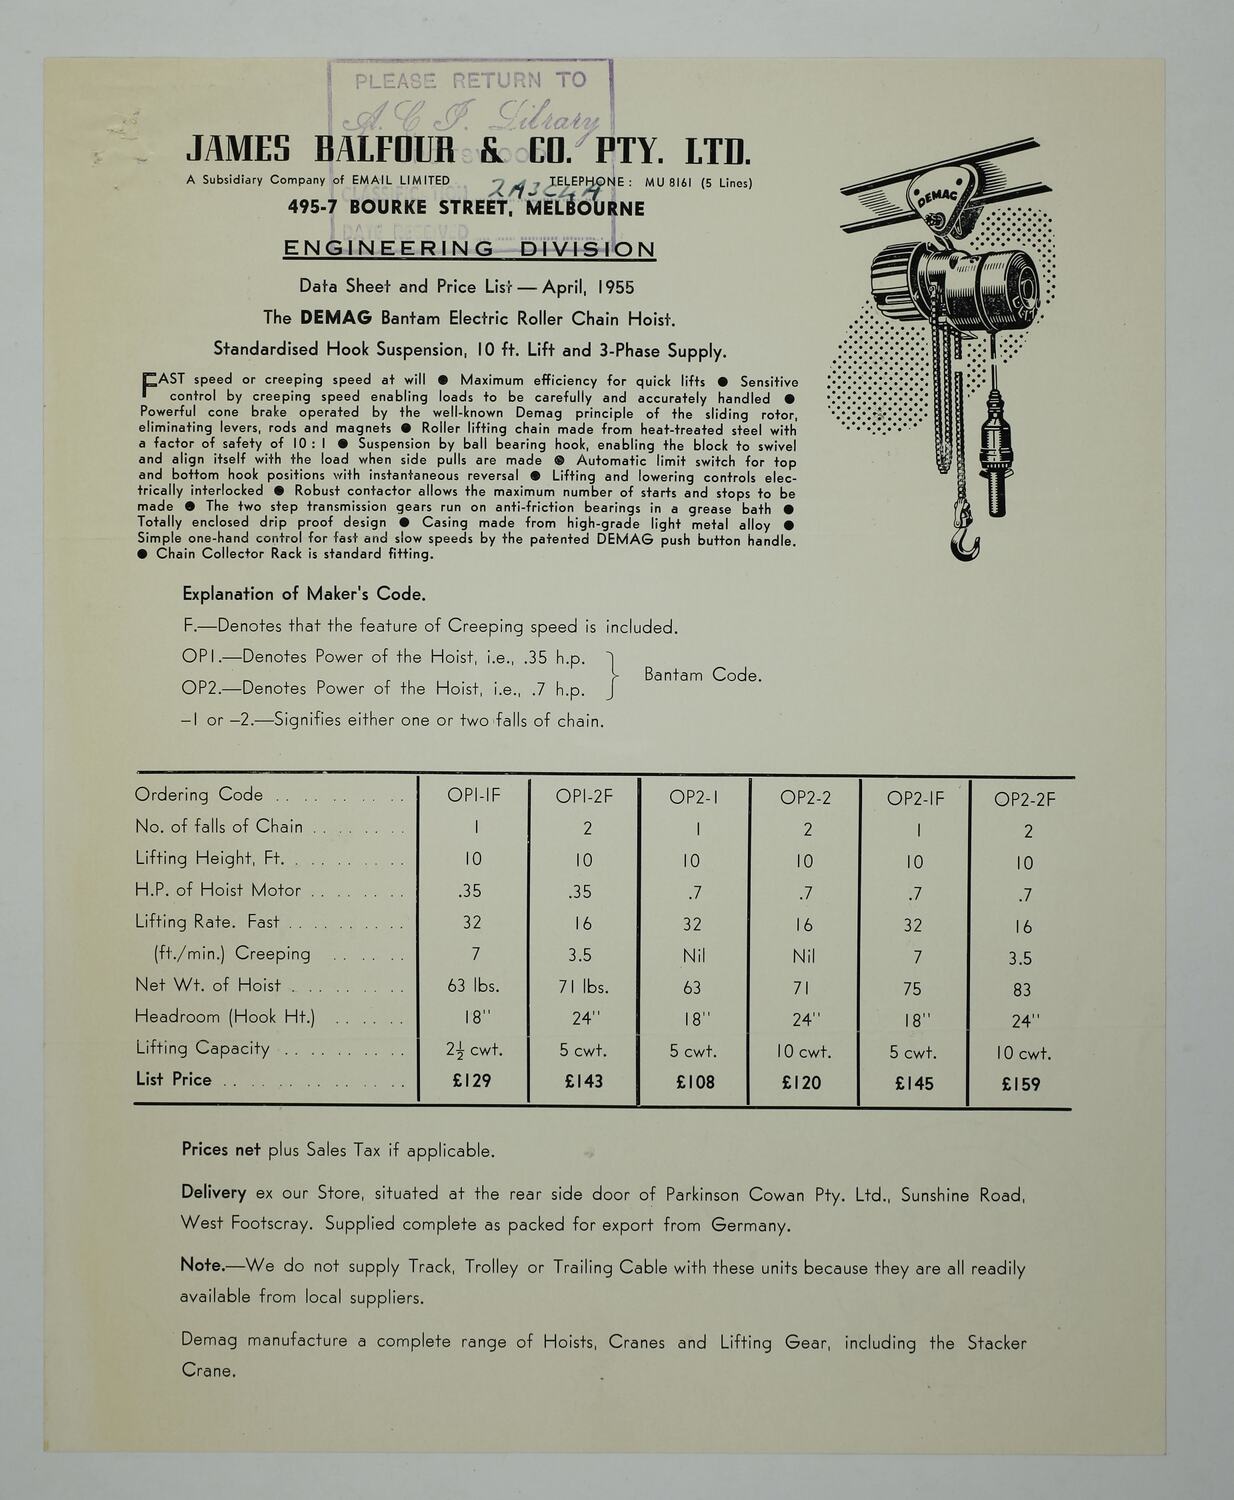 PLEASE RETURN TO
A.C.I. Library
JAMES BALFOUR & CO. PTY. LTD.
A Subsidiary Company of EMAIL LIMITED TELEPHONE: MU 8161 (5 Lines)
2A3C4A
495-7 BOURKE STREET, MELBOURNE
DATE RECEIVED
ENGINEERING DIVISION
Data Sheet and Price List — April, 1955
The DEMAG Bantam Electric Roller Chain Hoist.
Standardised Hook Suspension, 10 ft. Lift and 3-Phase Supply.
DEMAG
FAST speed or creeping speed at will ● Maximum efficiency for quick lifts ● Sensitive
control by creeping speed enabling loads to be carefully and accurately handled ●
Powerful cone brake operated by the well-known Demag principle of the sliding rotor,
eliminating levers, rods and magnets ● Roller lifting chain made from heat-treated steel with
a factor of safety of 10 : 1 ● Suspension by ball bearing hook, enabling the block to swivel
and align itself with the load when side pulls are made ● Automatic limit switch for top
and bottom hook positions with instantaneous reversal ● Lifting and lowering controls elec-
trically interlocked ● Robust contactor allows the maximum number of starts and stops to be
made ● The two step transmission gears run on anti-friction bearings in a grease bath ●
Totally enclosed drip proof design ● Casing made from high-grade light metal alloy ●
Simple one-hand control for fast and slow speeds by the patented DEMAG push button handle.
● Chain Collector Rack is standard fitting.
Explanation of Maker's Code.
F.—Denotes that the feature of Creeping speed is included.
OP1.—Denotes Power of the Hoist, i.e., .35 h.p.
OP2.—Denotes Power of the Hoist, i.e., .7 h.p.
Bantam Code.
–1 or –2.—Signifies either one or two falls of chain.
Ordering Code . . . . . . . . . . OP1-1F OP1-2F OP2-1 OP2-2 OP2-1F OP2-2F
No. of falls of Chain . . . . . . . . 1 2 1 2 1 2
Lifting Height, Ft. . . . . . . . . . 10 10 10 10 10 10
H.P. of Hoist Motor . . . . . . . . .35 .35 .7 .7 .7 .7
Lifting Rate. Fast . . . . . . . . . . 32 16 32 16 32 16
(ft./min.) Creeping . . . . . . 7 3.5 Nil Nil 7 3.5
Net Wt. of Hoist . . . . . . . . . 63 lbs. 71 lbs. 63 71 75 83
Headroom (Hook Ht.) . . . . . . 18" 24" 18" 24" 18" 24"
Lifting Capacity . . . . . . . . . . 2½ cwt. 5 cwt. 5 cwt. 10 cwt. 5 cwt. 10 cwt.
List Price . . . . . . . . . . . . . . £129 £143 £108 £120 £145 £159
Prices net plus Sales Tax if applicable.
Delivery ex our Store, situated at the rear side door of Parkinson Cowan Pty. Ltd., Sunshine Road,
West Footscray. Supplied complete as packed for export from Germany.
Note.—We do not supply Track, Trolley or Trailing Cable with these units because they are all readily
available from local suppliers.
Demag manufacture a complete range of Hoists, Cranes and Lifting Gear, including the Stacker
Crane.